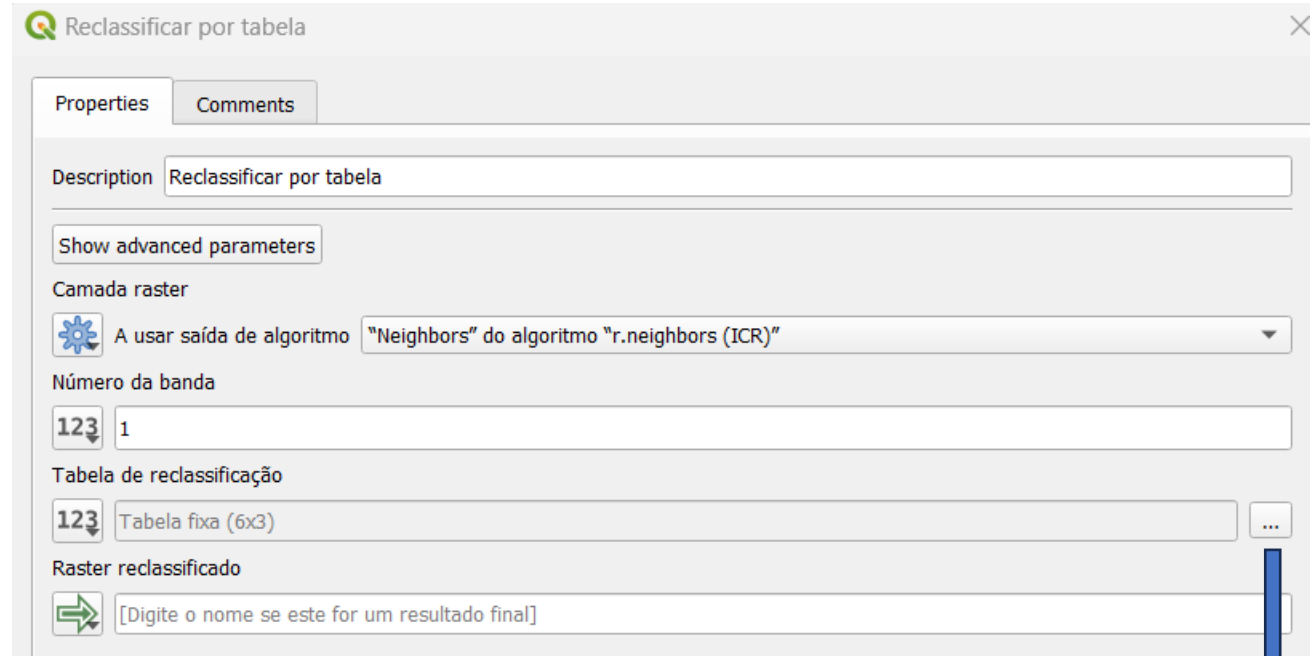 Reclassificar por tabela
Properties Comments
Description Reclassificar por tabela
Show advanced parameters
Camada raster
A usar saída de algoritmo “Neighbors” do algoritmo “r.neighbors (ICR)”
Número da banda
123 1
Tabela de reclassificação
123 Tabela fixa (6x3) ...
Raster reclassificado
[Digite o nome se este for um resultado final]